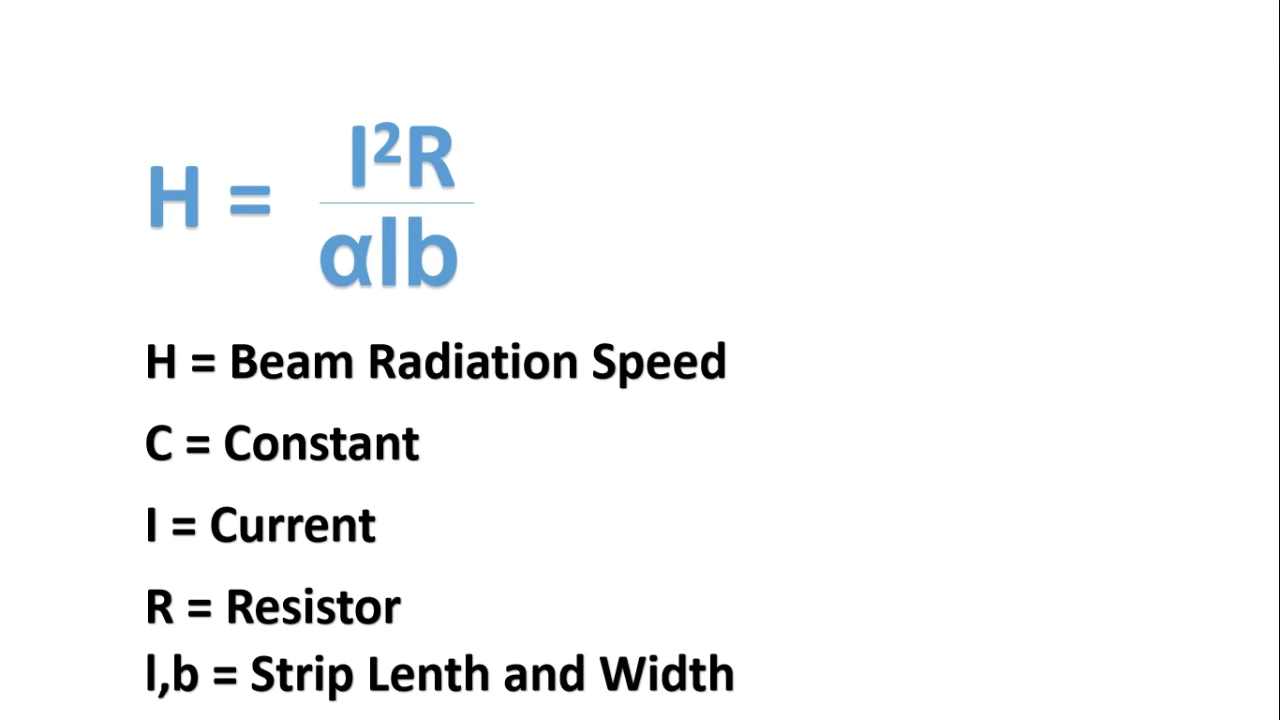 H = I²R
αlb
H = Beam Radiation Speed
C = Constant
I = Current
R = Resistor
l,b = Strip Lenth and Width